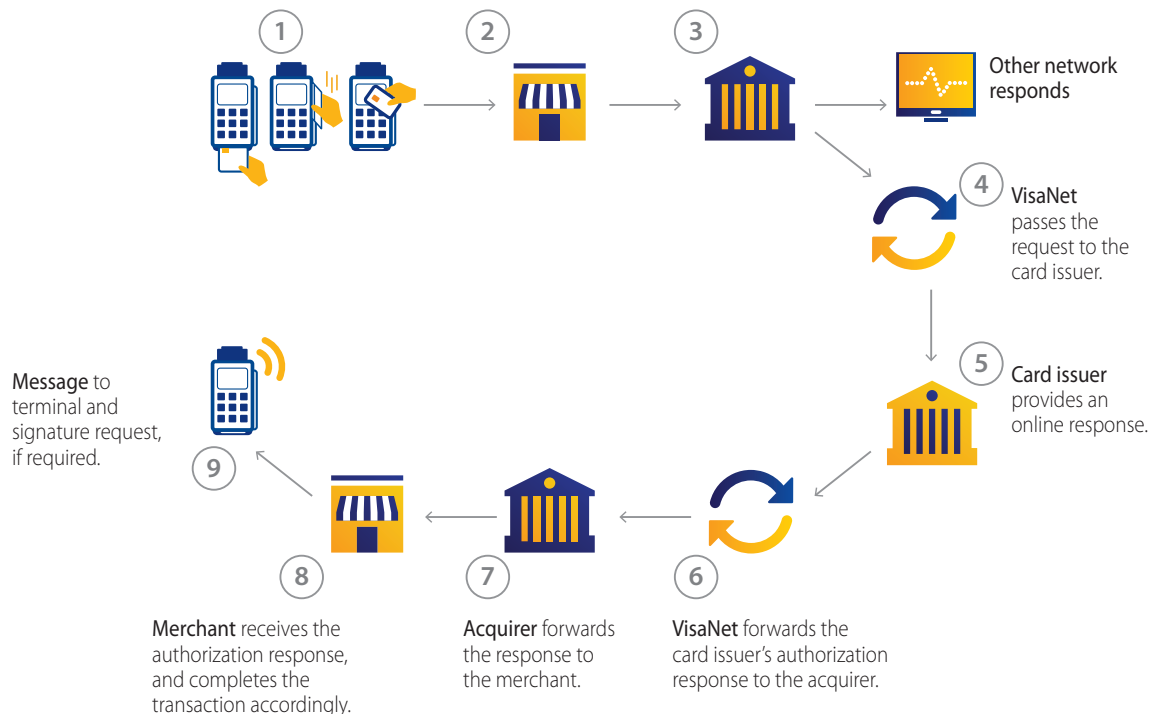 1
2
3
Other network
responds
4
VisaNet
passes the
request to the
card issuer.
5
Card issuer
provides an
online response.
6
VisaNet forwards the
card issuer’s authorization
response to the acquirer.
7
Acquirer forwards
the response to
the merchant.
8
Merchant receives the
authorization response,
and completes the
transaction accordingly.
9
Message to
terminal and
signature request,
if required.